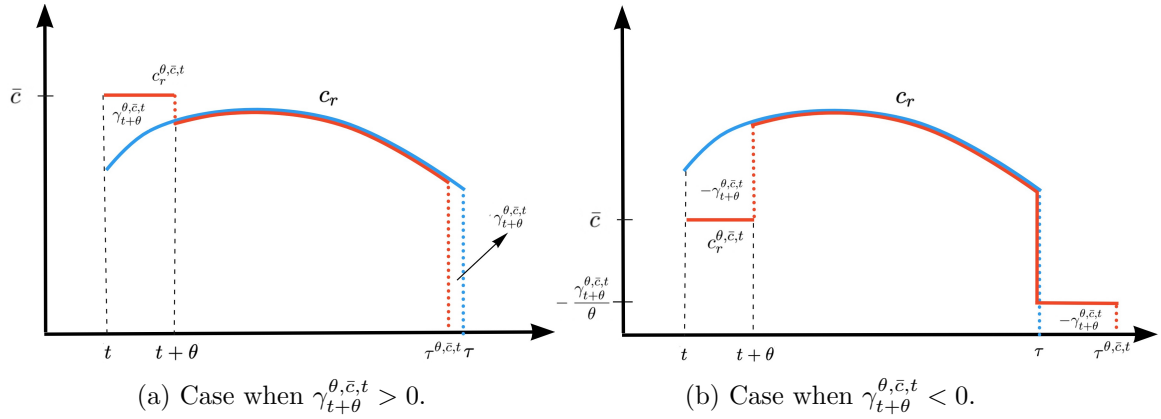 c̄
c_r^{θ,c̄,t}
γ_{t+θ}^{θ,c̄,t}
c_r
γ_{t+θ}^{θ,c̄,t}
t
t + θ
τ^{θ,c̄,t}
τ
(a) Case when γ_{t+θ}^{θ,c̄,t} > 0.
c_r
−γ_{t+θ}^{θ,c̄,t}
c̄
c_r^{θ,c̄,t}
−γ_{t+θ}^{θ,c̄,t}/θ
−γ_{t+θ}^{θ,c̄,t}
t
t + θ
τ
τ^{θ,c̄,t}
(b) Case when γ_{t+θ}^{θ,c̄,t} < 0.